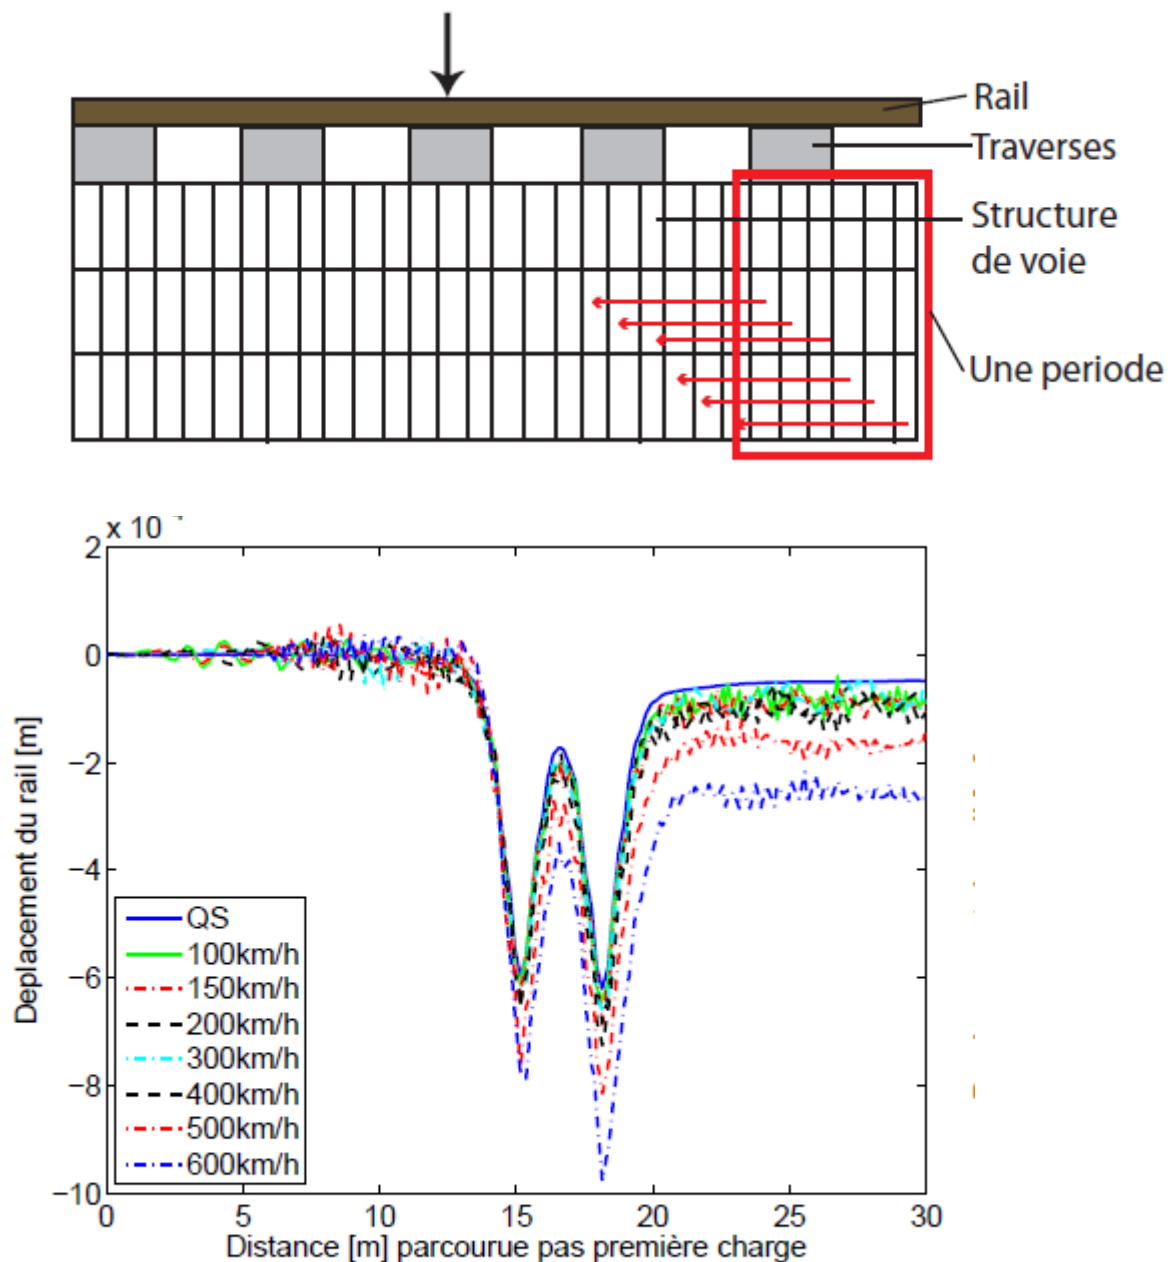 Rail
Traverses
Structure
de voie
Une periode
x 10
2
0
−2
−4
−6
−8
−10
Deplacement du rail [m]
QS
100km/h
150km/h
200km/h
300km/h
400km/h
500km/h
600km/h
0 5 10 15 20 25 30
Distance [m] parcourue pas première charge